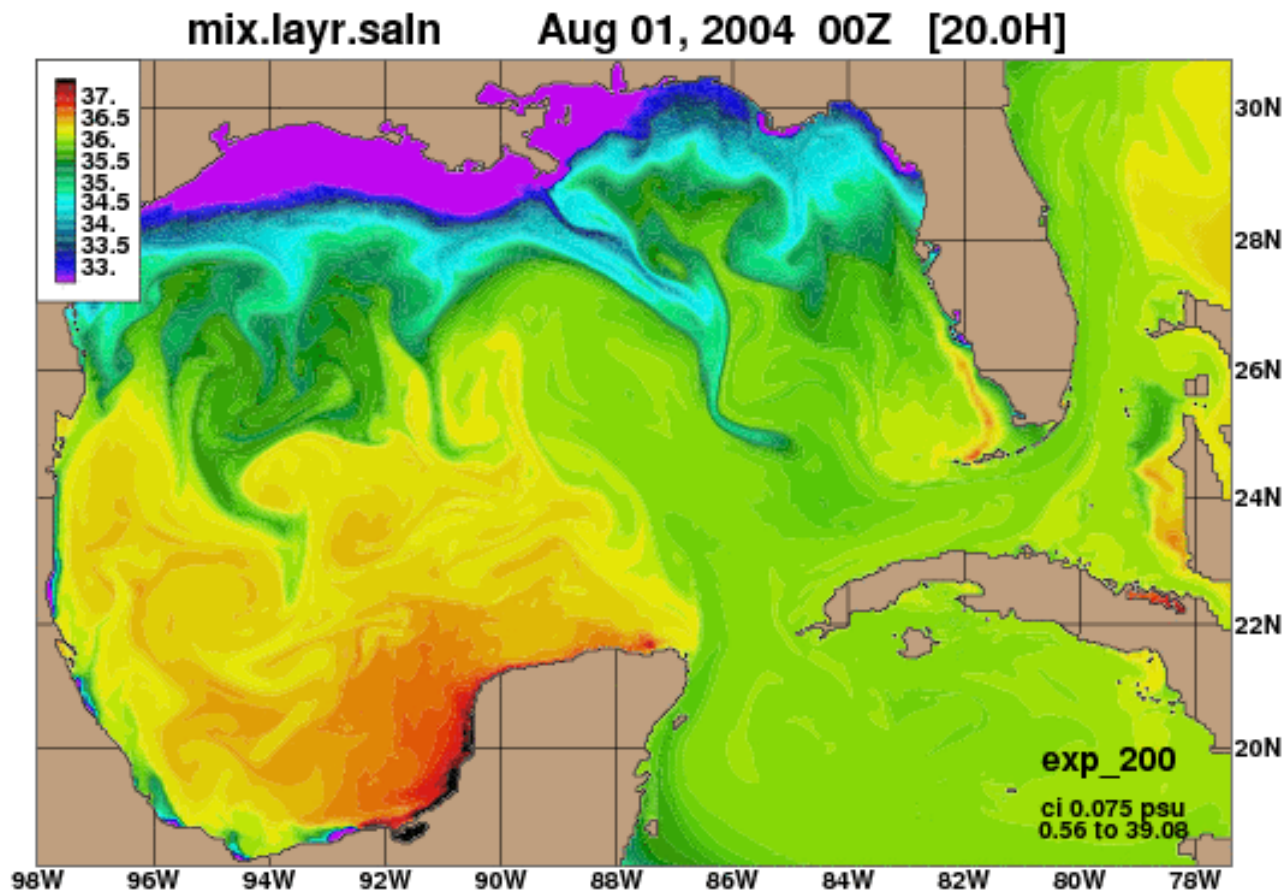 mix.layr.saln Aug 01, 2004 00Z [20.0H]
37.
36.5
36.
35.5
35.
34.5
34.
33.5
33.
30N
28N
26N
24N
22N
20N
exp_200
ci 0.075 psu
0.56 to 39.08
98W 96W 94W 92W 90W 88W 86W 84W 82W 80W 78W